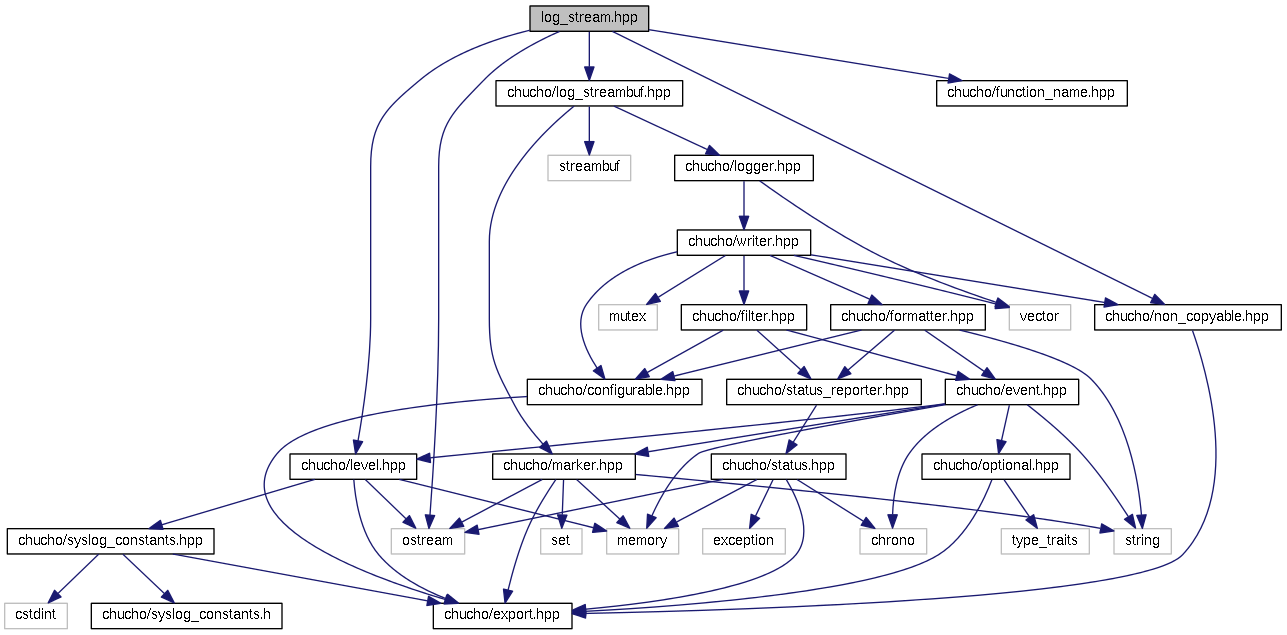 log_stream.hpp
chucho/log_streambuf.hpp
chucho/function_name.hpp
streambuf
chucho/logger.hpp
chucho/writer.hpp
mutex
chucho/filter.hpp
chucho/formatter.hpp
vector
chucho/non_copyable.hpp
chucho/configurable.hpp
chucho/status_reporter.hpp
chucho/event.hpp
chucho/level.hpp
chucho/marker.hpp
chucho/status.hpp
chucho/optional.hpp
chucho/syslog_constants.hpp
ostream
set
memory
exception
chrono
type_traits
string
cstdint
chucho/syslog_constants.h
chucho/export.hpp